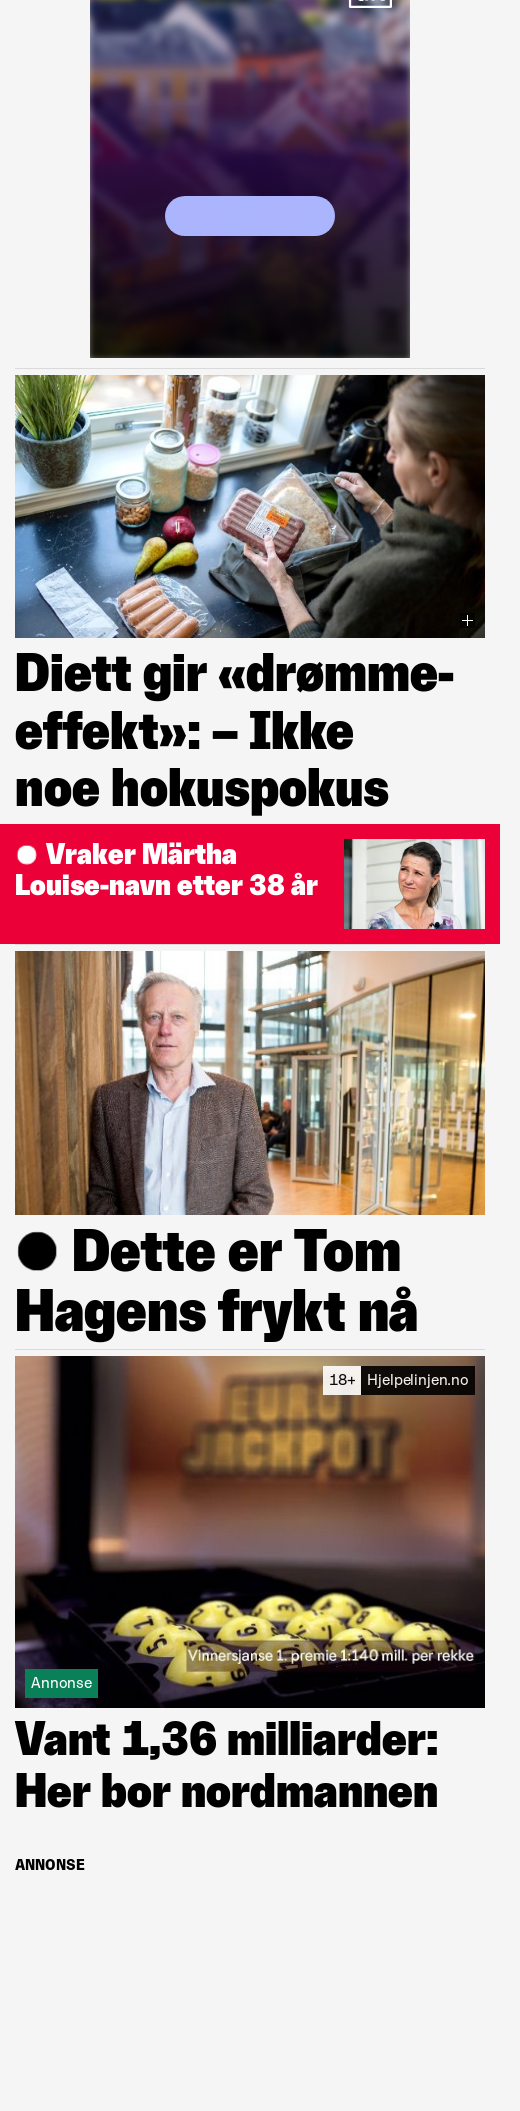 Diett gir «drømme-
effekt»: – Ikke
noe hokuspokus
Vraker Märtha
Louise-navn etter 38 år
Dette er Tom
Hagens frykt nå
18+ Hjelpelinjen.no
EURO
JACKPOT
Vinnersjanse 1. premie 1:140 mill. per rekke
Annonse
Vant 1,36 milliarder:
Her bor nordmannen
ANNONSE